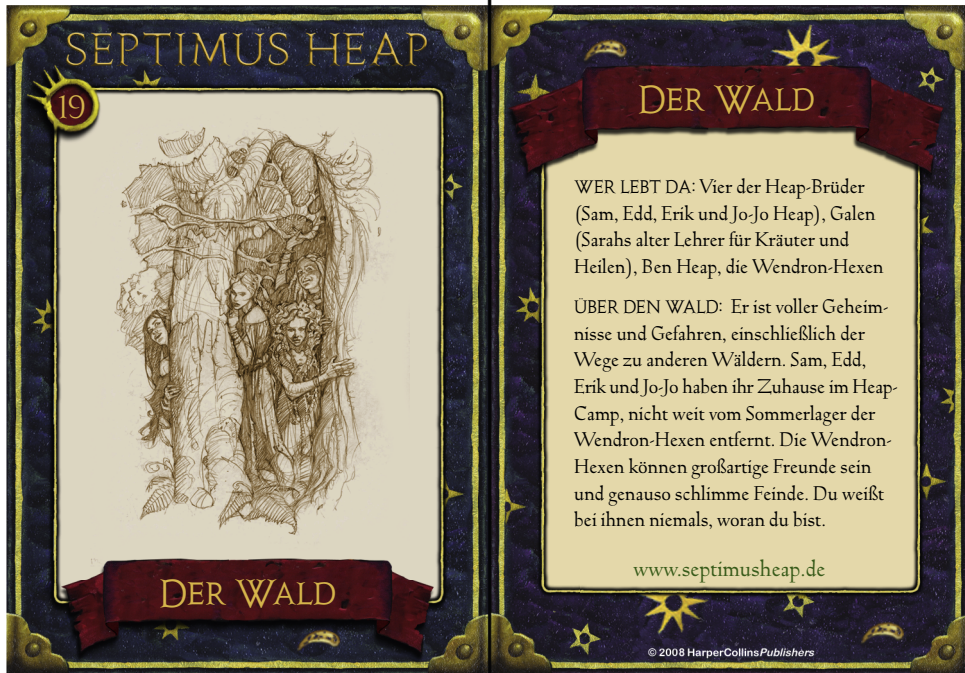 SEPTIMUS HEAP
19
DER WALD
DER WALD
WER LEBT DA: Vier der Heap-Brüder
(Sam, Edd, Erik und Jo-Jo Heap), Galen
(Sarahs alter Lehrer für Kräuter und
Heilen), Ben Heap, die Wendron-Hexen
ÜBER DEN WALD: Er ist voller Geheim-
nisse und Gefahren, einschließlich der
Wege zu anderen Wäldern. Sam, Edd,
Erik und Jo-Jo haben ihr Zuhause im Heap-
Camp, nicht weit vom Sommerlager der
Wendron-Hexen entfernt. Die Wendron-
Hexen können großartige Freunde sein
und genauso schlimme Feinde. Du weißt
bei ihnen niemals, woran du bist.
www.septimusheap.de
© 2008 HarperCollinsPublishers